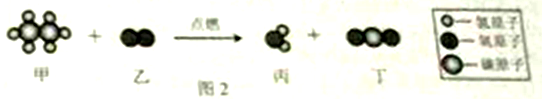 点燃
甲 + 乙 → 丙 + 丁
图2
氢原子
氧原子
碳原子